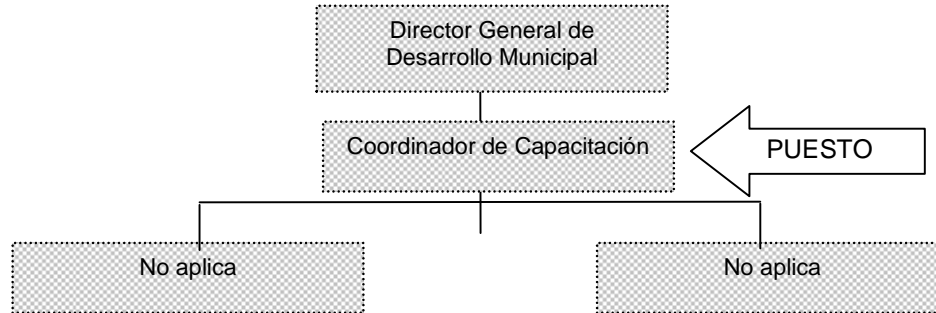 Director General de
Desarrollo Municipal
Coordinador de Capacitación
PUESTO
No aplica
No aplica